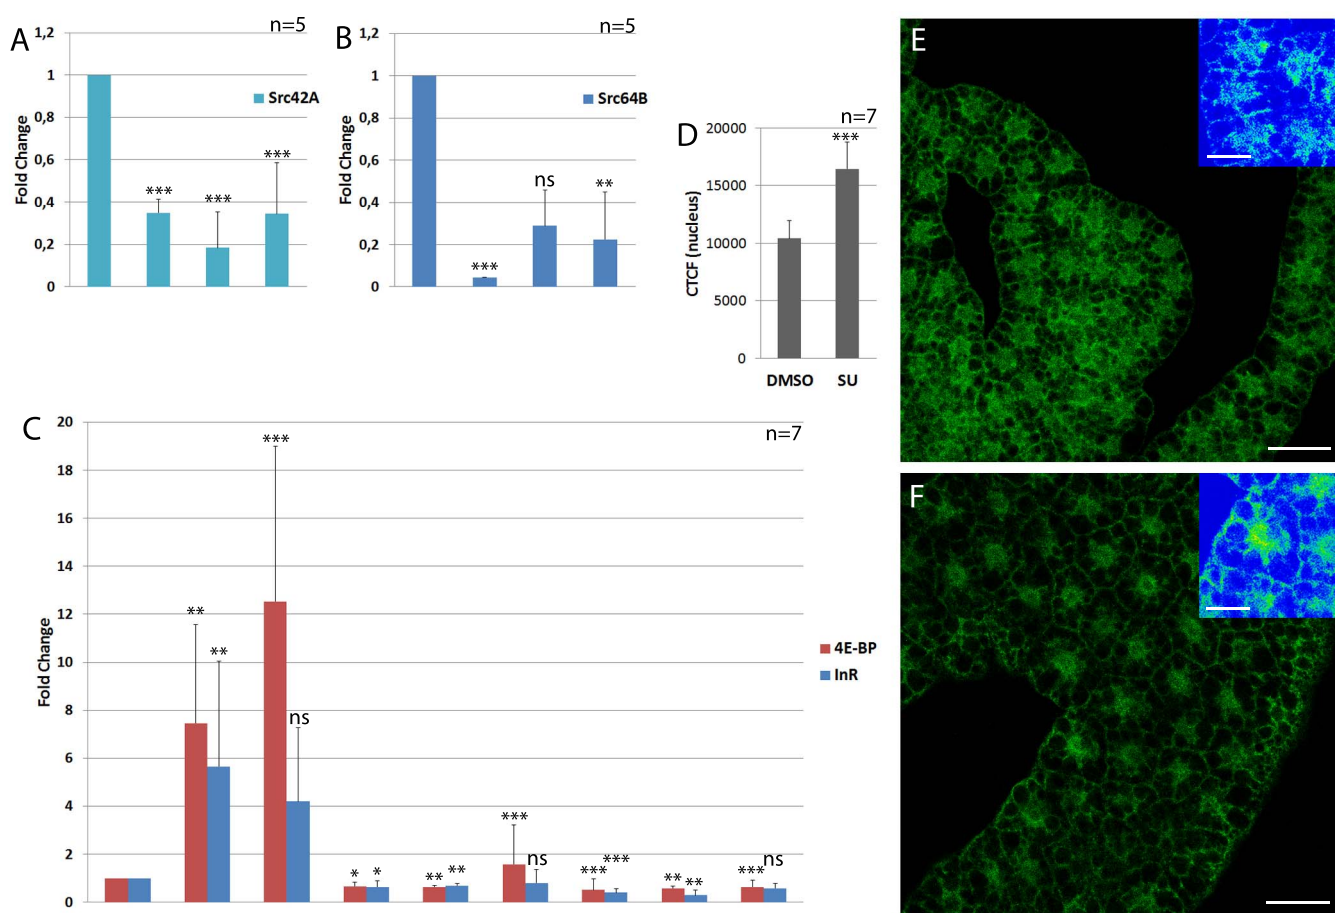 A
n=5
1,2
1
0,8
0,6
0,4
0,2
0
Fold Change
Src42A
***
***
***
B
n=5
1,2
1
0,8
0,6
0,4
0,2
0
Fold Change
Src64B
***
ns
**
D
n=7
20000
15000
10000
5000
0
CTCF (nucleus)
***
DMSO
SU
C
n=7
20
18
16
14
12
10
8
6
4
2
0
Fold Change
**
**
***
ns
*
*
**
**
***
ns
***
***
**
**
***
ns
4E-BP
InR
E
F